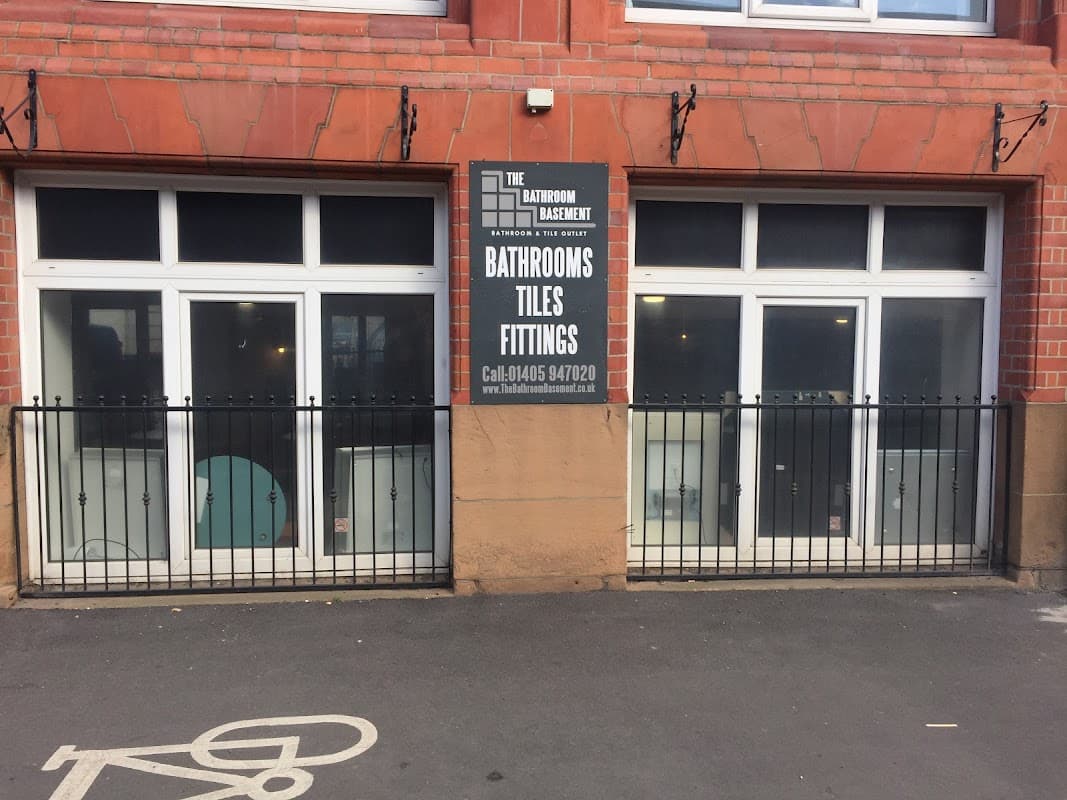 THE
BATHROOM
BASEMENT
BATHROOM & TILE OUTLET
BATHROOMS
TILES
FITTINGS
Call:01405 947020
www.TheBathroomBasement.co.uk